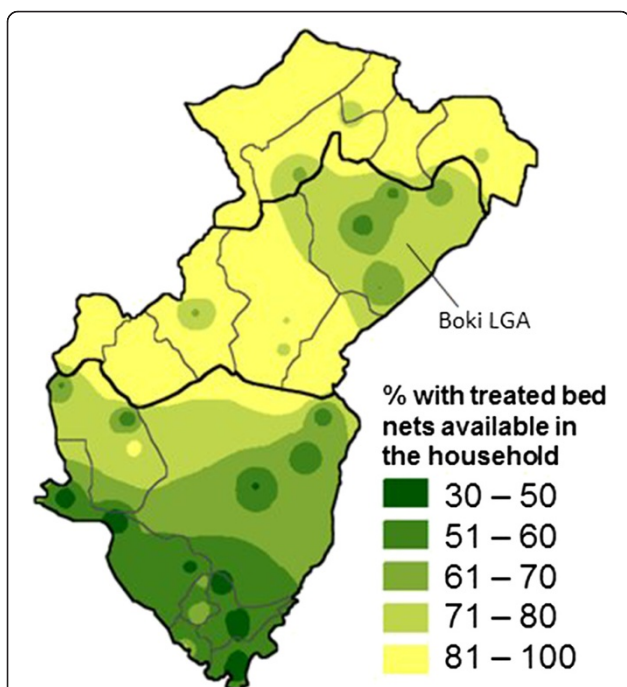 Boki LGA
% with treated bed
nets available in
the household
30 – 50
51 – 60
61 – 70
71 – 80
81 – 100